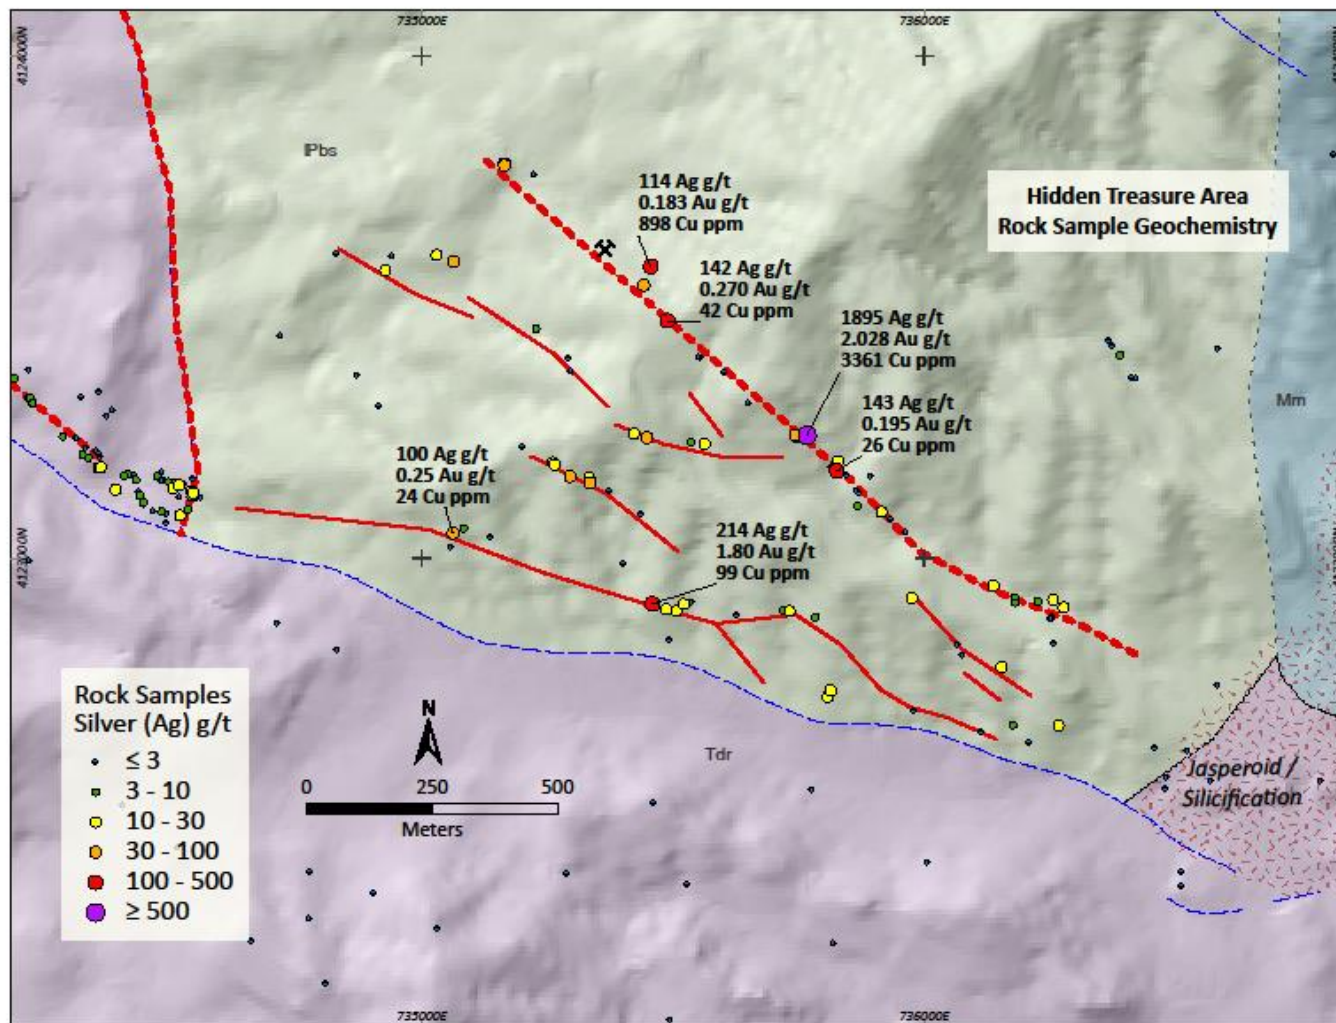 735000E
736000E
4124000N
IPbs
Hidden Treasure Area
Rock Sample Geochemistry
114 Ag g/t
0.183 Au g/t
898 Cu ppm
142 Ag g/t
0.270 Au g/t
42 Cu ppm
1895 Ag g/t
2.028 Au g/t
3361 Cu ppm
143 Ag g/t
0.195 Au g/t
26 Cu ppm
Mm
100 Ag g/t
0.25 Au g/t
24 Cu ppm
214 Ag g/t
1.80 Au g/t
99 Cu ppm
4123000N
Rock Samples
Silver (Ag) g/t
≤ 3
3 - 10
10 - 30
30 - 100
100 - 500
≥ 500
N
0 250 500
Meters
Tdr
Jasperoid /
Silicification
735000E
736000E